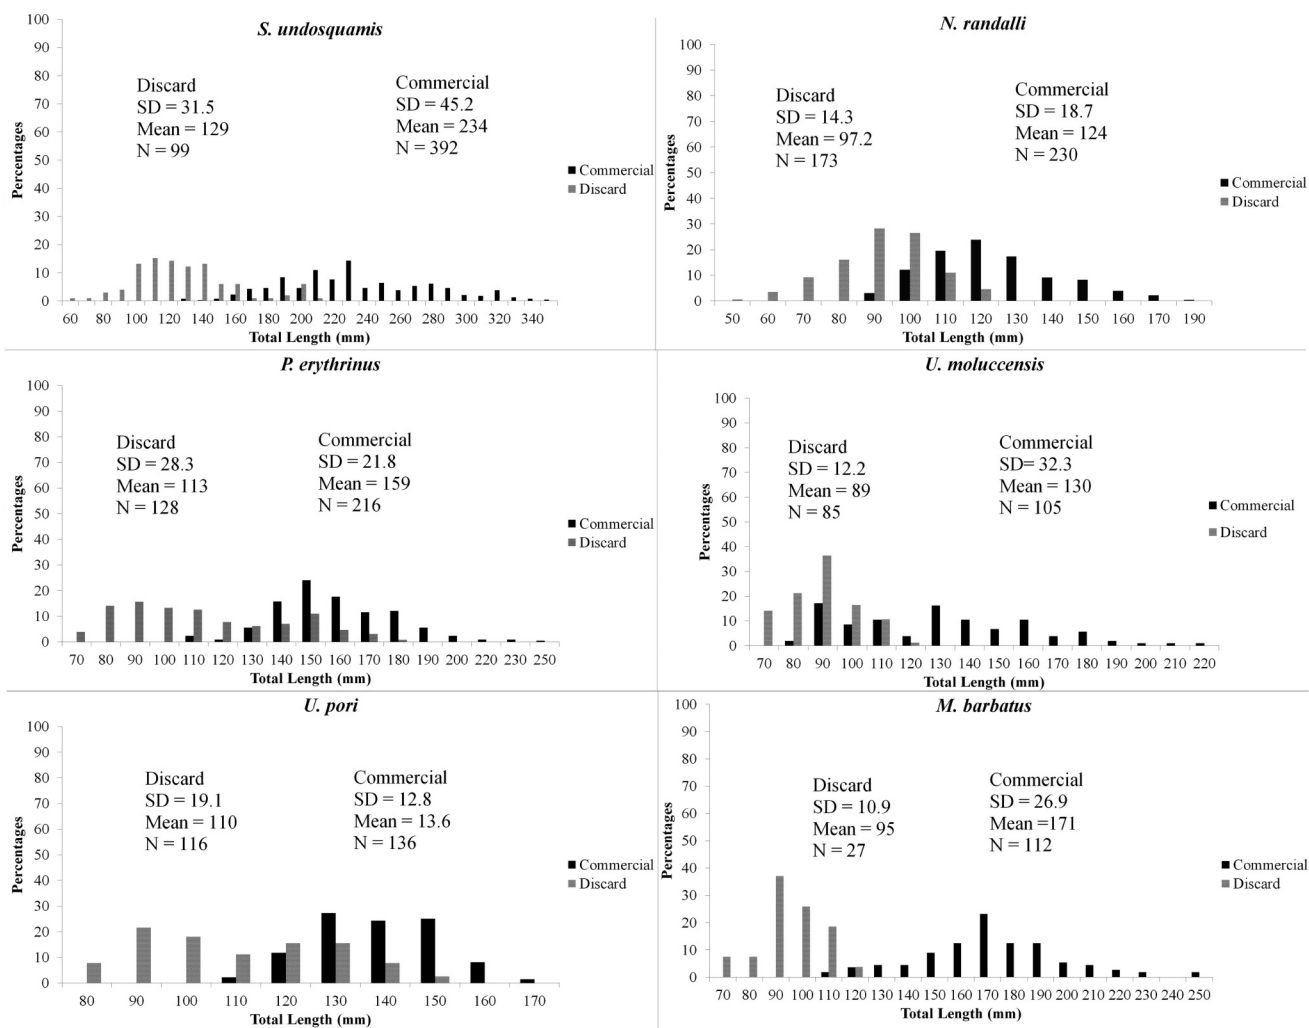 S. undosquamis
100
90
80
70
60
50
40
30
20
10
0
Percentages
Discard
SD = 31.5
Mean = 129
N = 99
Commercial
SD = 45.2
Mean = 234
N = 392
Commercial
Discard
60 80 100 120 140 160 180 200 220 240 260 280 300 320 340
Total Length (mm)
N. randalli
100
90
80
70
60
50
40
30
20
10
0
Percentages
Discard
SD = 14.3
Mean = 97.2
N = 173
Commercial
SD = 18.7
Mean = 124
N = 230
Commercial
Discard
50 60 70 80 90 100 110 120 130 140 150 160 170 190
Total Length (mm)
P. erythrinus
100
90
80
70
60
50
40
30
20
10
0
Percentages
Discard
SD = 28.3
Mean = 113
N = 128
Commercial
SD = 21.8
Mean = 159
N = 216
Commercial
Discard
70 80 90 100 110 120 130 140 150 160 170 180 190 200 210 230 250
Total Length (mm)
U. moluccensis
100
90
80
70
60
50
40
30
20
10
0
Percentages
Discard
SD = 12.2
Mean = 89
N = 85
Commercial
SD= 32.3
Mean = 130
N = 105
Commercial
Discard
70 80 90 100 110 120 130 140 150 160 170 180 190 200 210 220
Total Length (mm)
U. pori
100
90
80
70
60
50
40
30
20
10
0
Percentages
Discard
SD = 19.1
Mean = 110
N = 116
Commercial
SD = 12.8
Mean = 13.6
N = 136
Commercial
Discard
80 90 100 110 120 130 140 150 160 170
Total Length (mm)
M. barbatus
100
90
80
70
60
50
40
30
20
10
0
Percentages
Discard
SD = 10.9
Mean = 95
N = 27
Commercial
SD = 26.9
Mean =171
N = 112
Commercial
Discard
70 80 90 100 110 120 130 140 150 160 170 180 190 200 210 220 230 240 250
Total Length (mm)